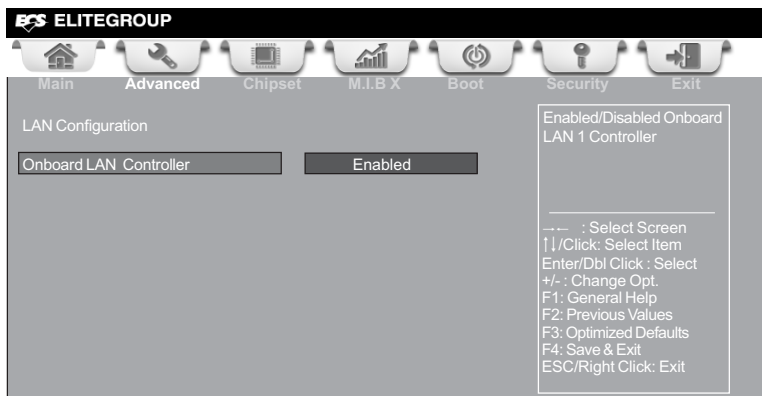 ECS ELITEGROUP
Main Advanced Chipset M.I.B X Boot Security Exit
LAN Configuration
Onboard LAN Controller Enabled
Enabled/Disabled Onboard
LAN 1 Controller
→← : Select Screen
↑↓/Click: Select Item
Enter/Dbl Click : Select
+/- : Change Opt.
F1: General Help
F2: Previous Values
F3: Optimized Defaults
F4: Save & Exit
ESC/Right Click: Exit